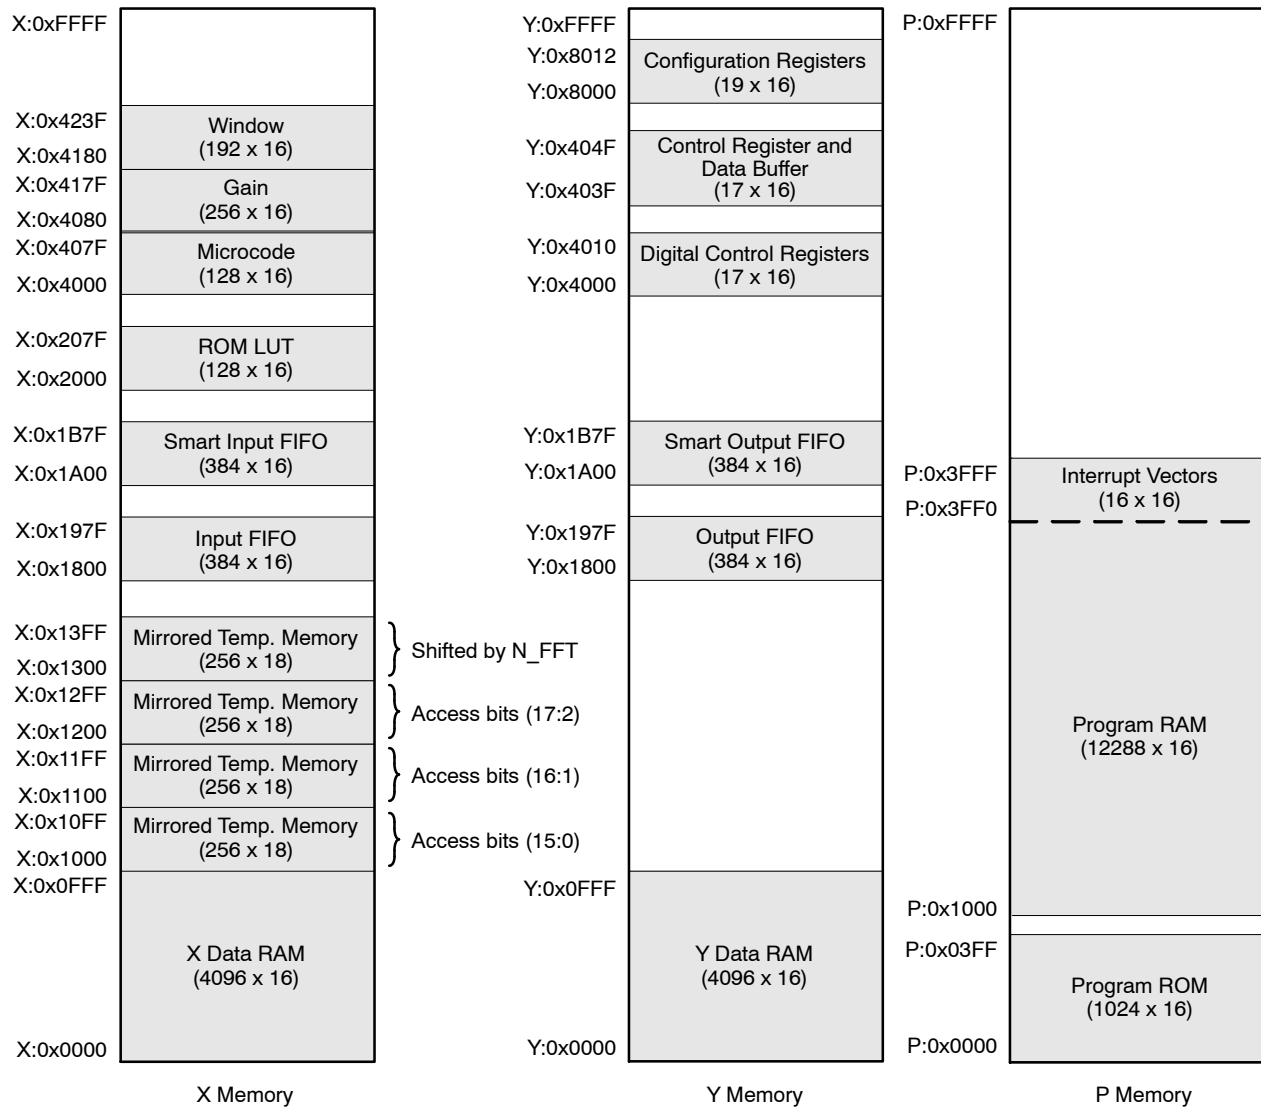 X:0xFFFF
X:0x423F
Window
(192 x 16)
X:0x4180
X:0x417F
Gain
(256 x 16)
X:0x4080
X:0x407F
Microcode
(128 x 16)
X:0x4000
X:0x207F
ROM LUT
(128 x 16)
X:0x2000
X:0x1B7F
Smart Input FIFO
(384 x 16)
X:0x1A00
X:0x197F
Input FIFO
(384 x 16)
X:0x1800
X:0x13FF
Mirrored Temp. Memory
(256 x 18)
X:0x1300
Shifted by N_FFT
X:0x12FF
Mirrored Temp. Memory
(256 x 18)
X:0x1200
Access bits (17:2)
X:0x11FF
Mirrored Temp. Memory
(256 x 18)
X:0x1100
Access bits (16:1)
X:0x10FF
Mirrored Temp. Memory
(256 x 18)
X:0x1000
Access bits (15:0)
X:0x0FFF
X Data RAM
(4096 x 16)
X:0x0000
X Memory
Y:0xFFFF
Y:0x8012
Configuration Registers
(19 x 16)
Y:0x8000
Y:0x404F
Control Register and
Data Buffer
(17 x 16)
Y:0x403F
Y:0x4010
Digital Control Registers
(17 x 16)
Y:0x4000
Y:0x1B7F
Smart Output FIFO
(384 x 16)
Y:0x1A00
Y:0x197F
Output FIFO
(384 x 16)
Y:0x1800
Y:0x0FFF
Y Data RAM
(4096 x 16)
Y:0x0000
Y Memory
P:0xFFFF
P:0x3FFF
Interrupt Vectors
(16 x 16)
P:0x3FF0
Program RAM
(12288 x 16)
P:0x1000
P:0x03FF
Program ROM
(1024 x 16)
P:0x0000
P Memory